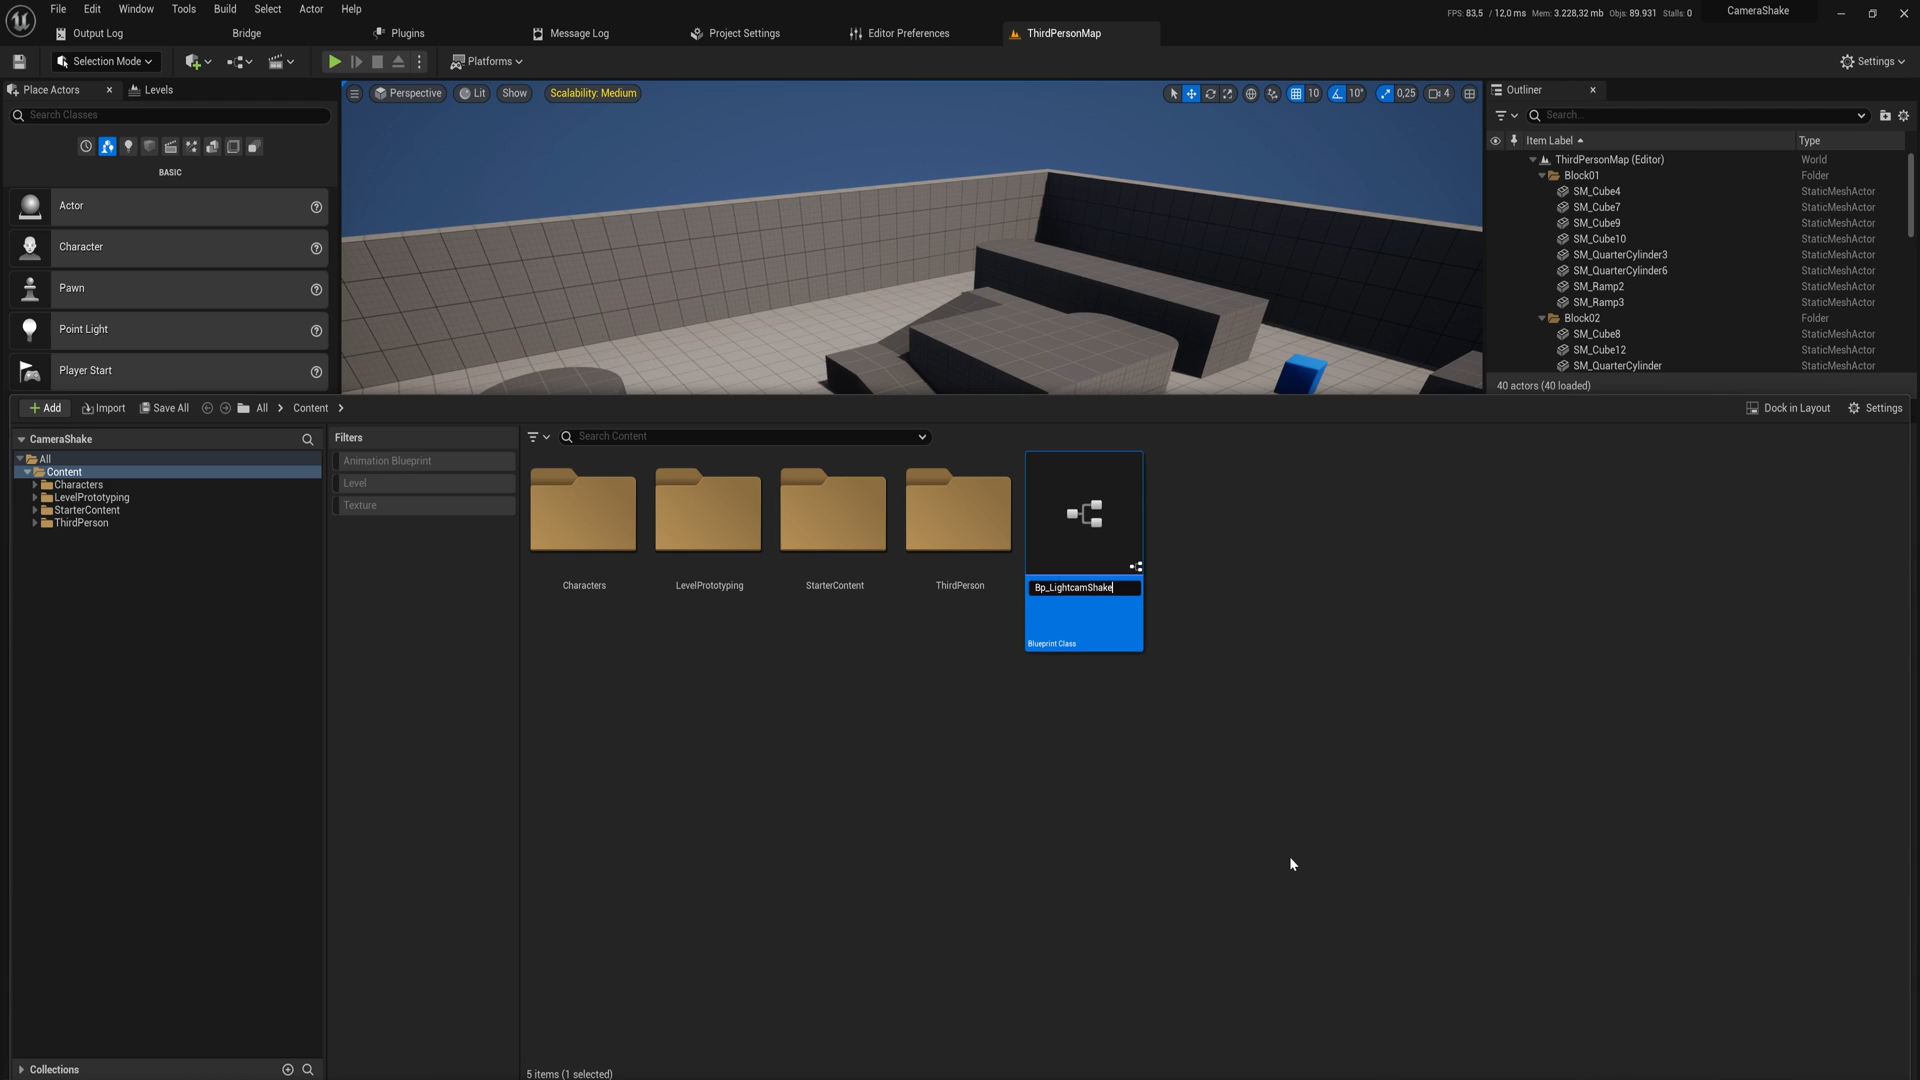 File Edit Window Tools Build Select Actor Help
FPS: 83,5 / 12,0 ms Mem: 3.228,32 mb Objs: 89.931 Stalls: 0
CameraShake
Output Log
Bridge
Plugins
Message Log
Project Settings
Editor Preferences
ThirdPersonMap
Selection Mode
Platforms
Settings
Place Actors
Levels
Search Classes
BASIC
Actor
Character
Pawn
Point Light
Player Start
Perspective
Lit
Show
Scalability: Medium
10
10°
0,25
4
Outliner
Search...
Item Label Type
ThirdPersonMap (Editor) World
Block01 Folder
SM_Cube4 StaticMeshActor
SM_Cube7 StaticMeshActor
SM_Cube9 StaticMeshActor
SM_Cube10 StaticMeshActor
SM_QuarterCylinder3 StaticMeshActor
SM_QuarterCylinder6 StaticMeshActor
SM_Ramp2 StaticMeshActor
SM_Ramp3 StaticMeshActor
Block02 Folder
SM_Cube8 StaticMeshActor
SM_Cube12 StaticMeshActor
SM_QuarterCylinder StaticMeshActor
40 actors (40 loaded)
Add
Import
Save All
All
Content
Dock in Layout
Settings
CameraShake
All
Content
Characters
LevelPrototyping
StarterContent
ThirdPerson
Collections
Filters
Animation Blueprint
Level
Texture
Search Content
Characters
LevelPrototyping
StarterContent
ThirdPerson
Bp_LightcamShake
Blueprint Class
5 items (1 selected)